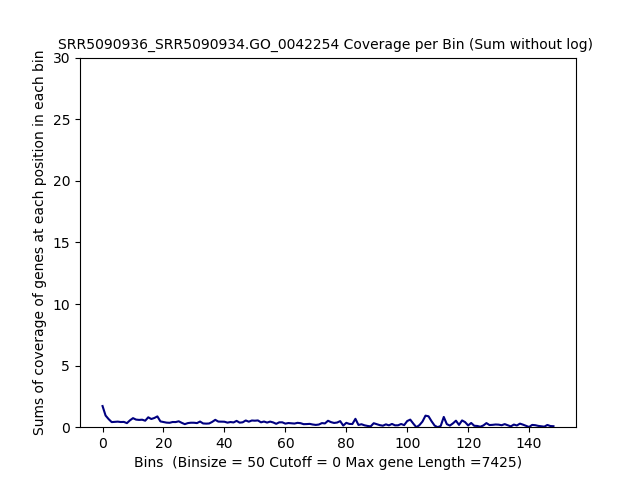 SRR5090936_SRR5090934.GO_0042254 Coverage per Bin (Sum without log)
Sums of coverage of genes at each position in each bin
30
25
20
15
10
5
0
0 20 40 60 80 100 120 140
Bins  (Binsize = 50 Cutoff = 0 Max gene Length =7425)